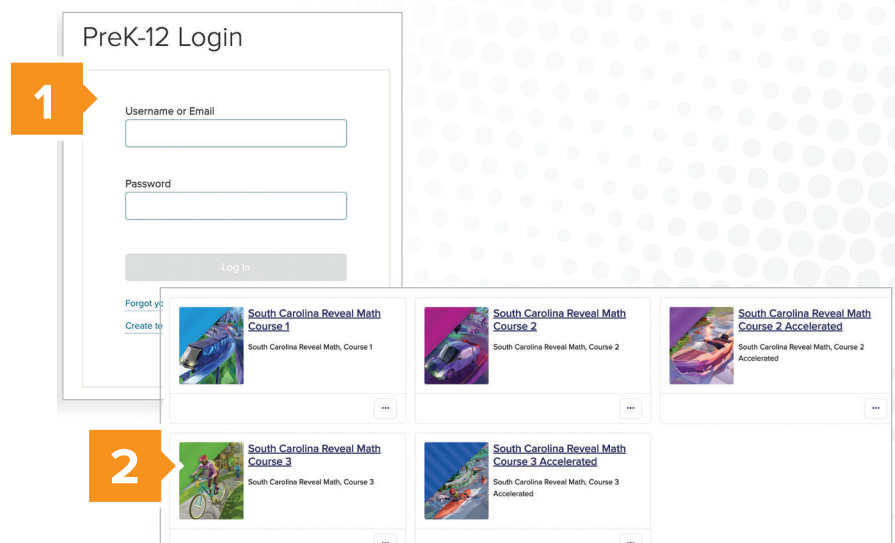 PreK-12 Login
1
Username or Email
Password
Log In
Forgot
Create
South Carolina Reveal Math
Course 1
South Carolina Reveal Math, Course 1
...
South Carolina Reveal Math
Course 2
South Carolina Reveal Math, Course 2
...
South Carolina Reveal Math
Course 2 Accelerated
South Carolina Reveal Math, Course 2
Accelerated
...
2
South Carolina Reveal Math
Course 3
South Carolina Reveal Math, Course 3
...
South Carolina Reveal Math
Course 3 Accelerated
South Carolina Reveal Math, Course 3
Accelerated
...